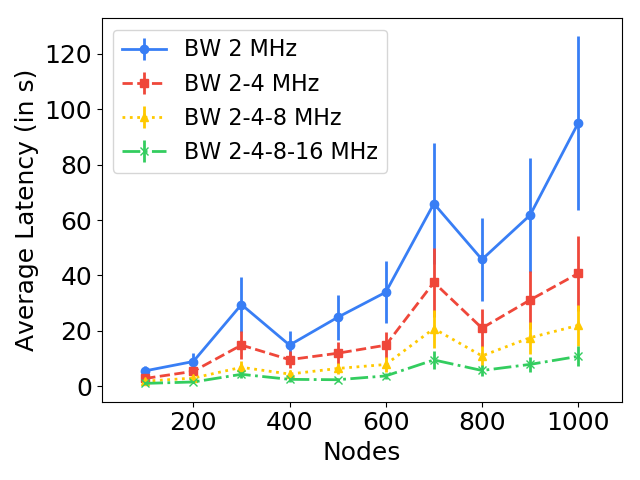 BW 2 MHz
BW 2-4 MHz
BW 2-4-8 MHz
BW 2-4-8-16 MHz
Average Latency (in s)
120
100
80
60
40
20
0
200 400 600 800 1000
Nodes